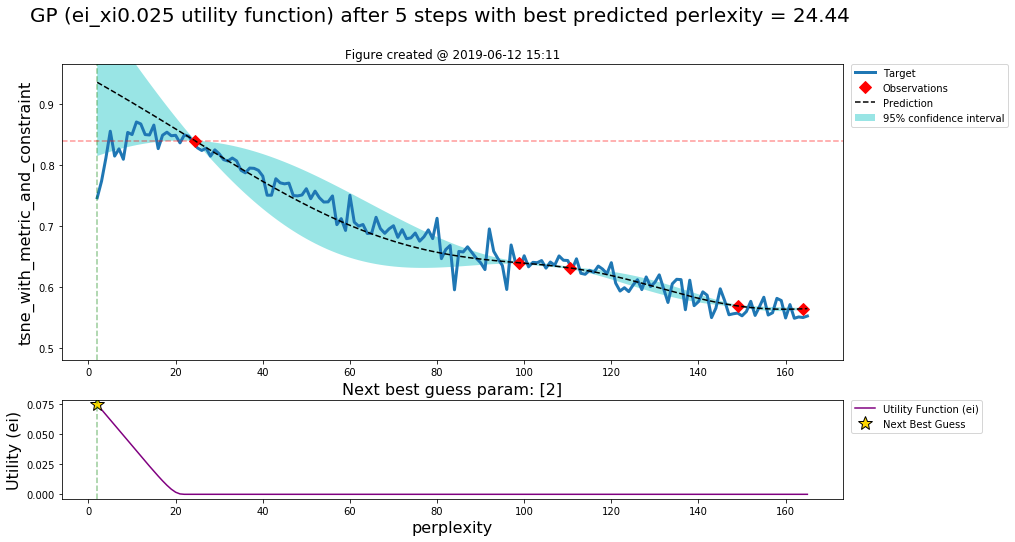 GP (ei_xi0.025 utility function) after 5 steps with best predicted perlexity = 24.44
Figure created @ 2019-06-12 15:11
tsne_with_metric_and_constraint
0.9
0.8
0.7
0.6
0.5
0 20 40 60 80 100 120 140 160
Target
Observations
Prediction
95% confidence interval
Next best guess param: [2]
Utility (ei)
0.075
0.050
0.025
0.000
0 20 40 60 80 100 120 140 160
perplexity
Utility Function (ei)
Next Best Guess